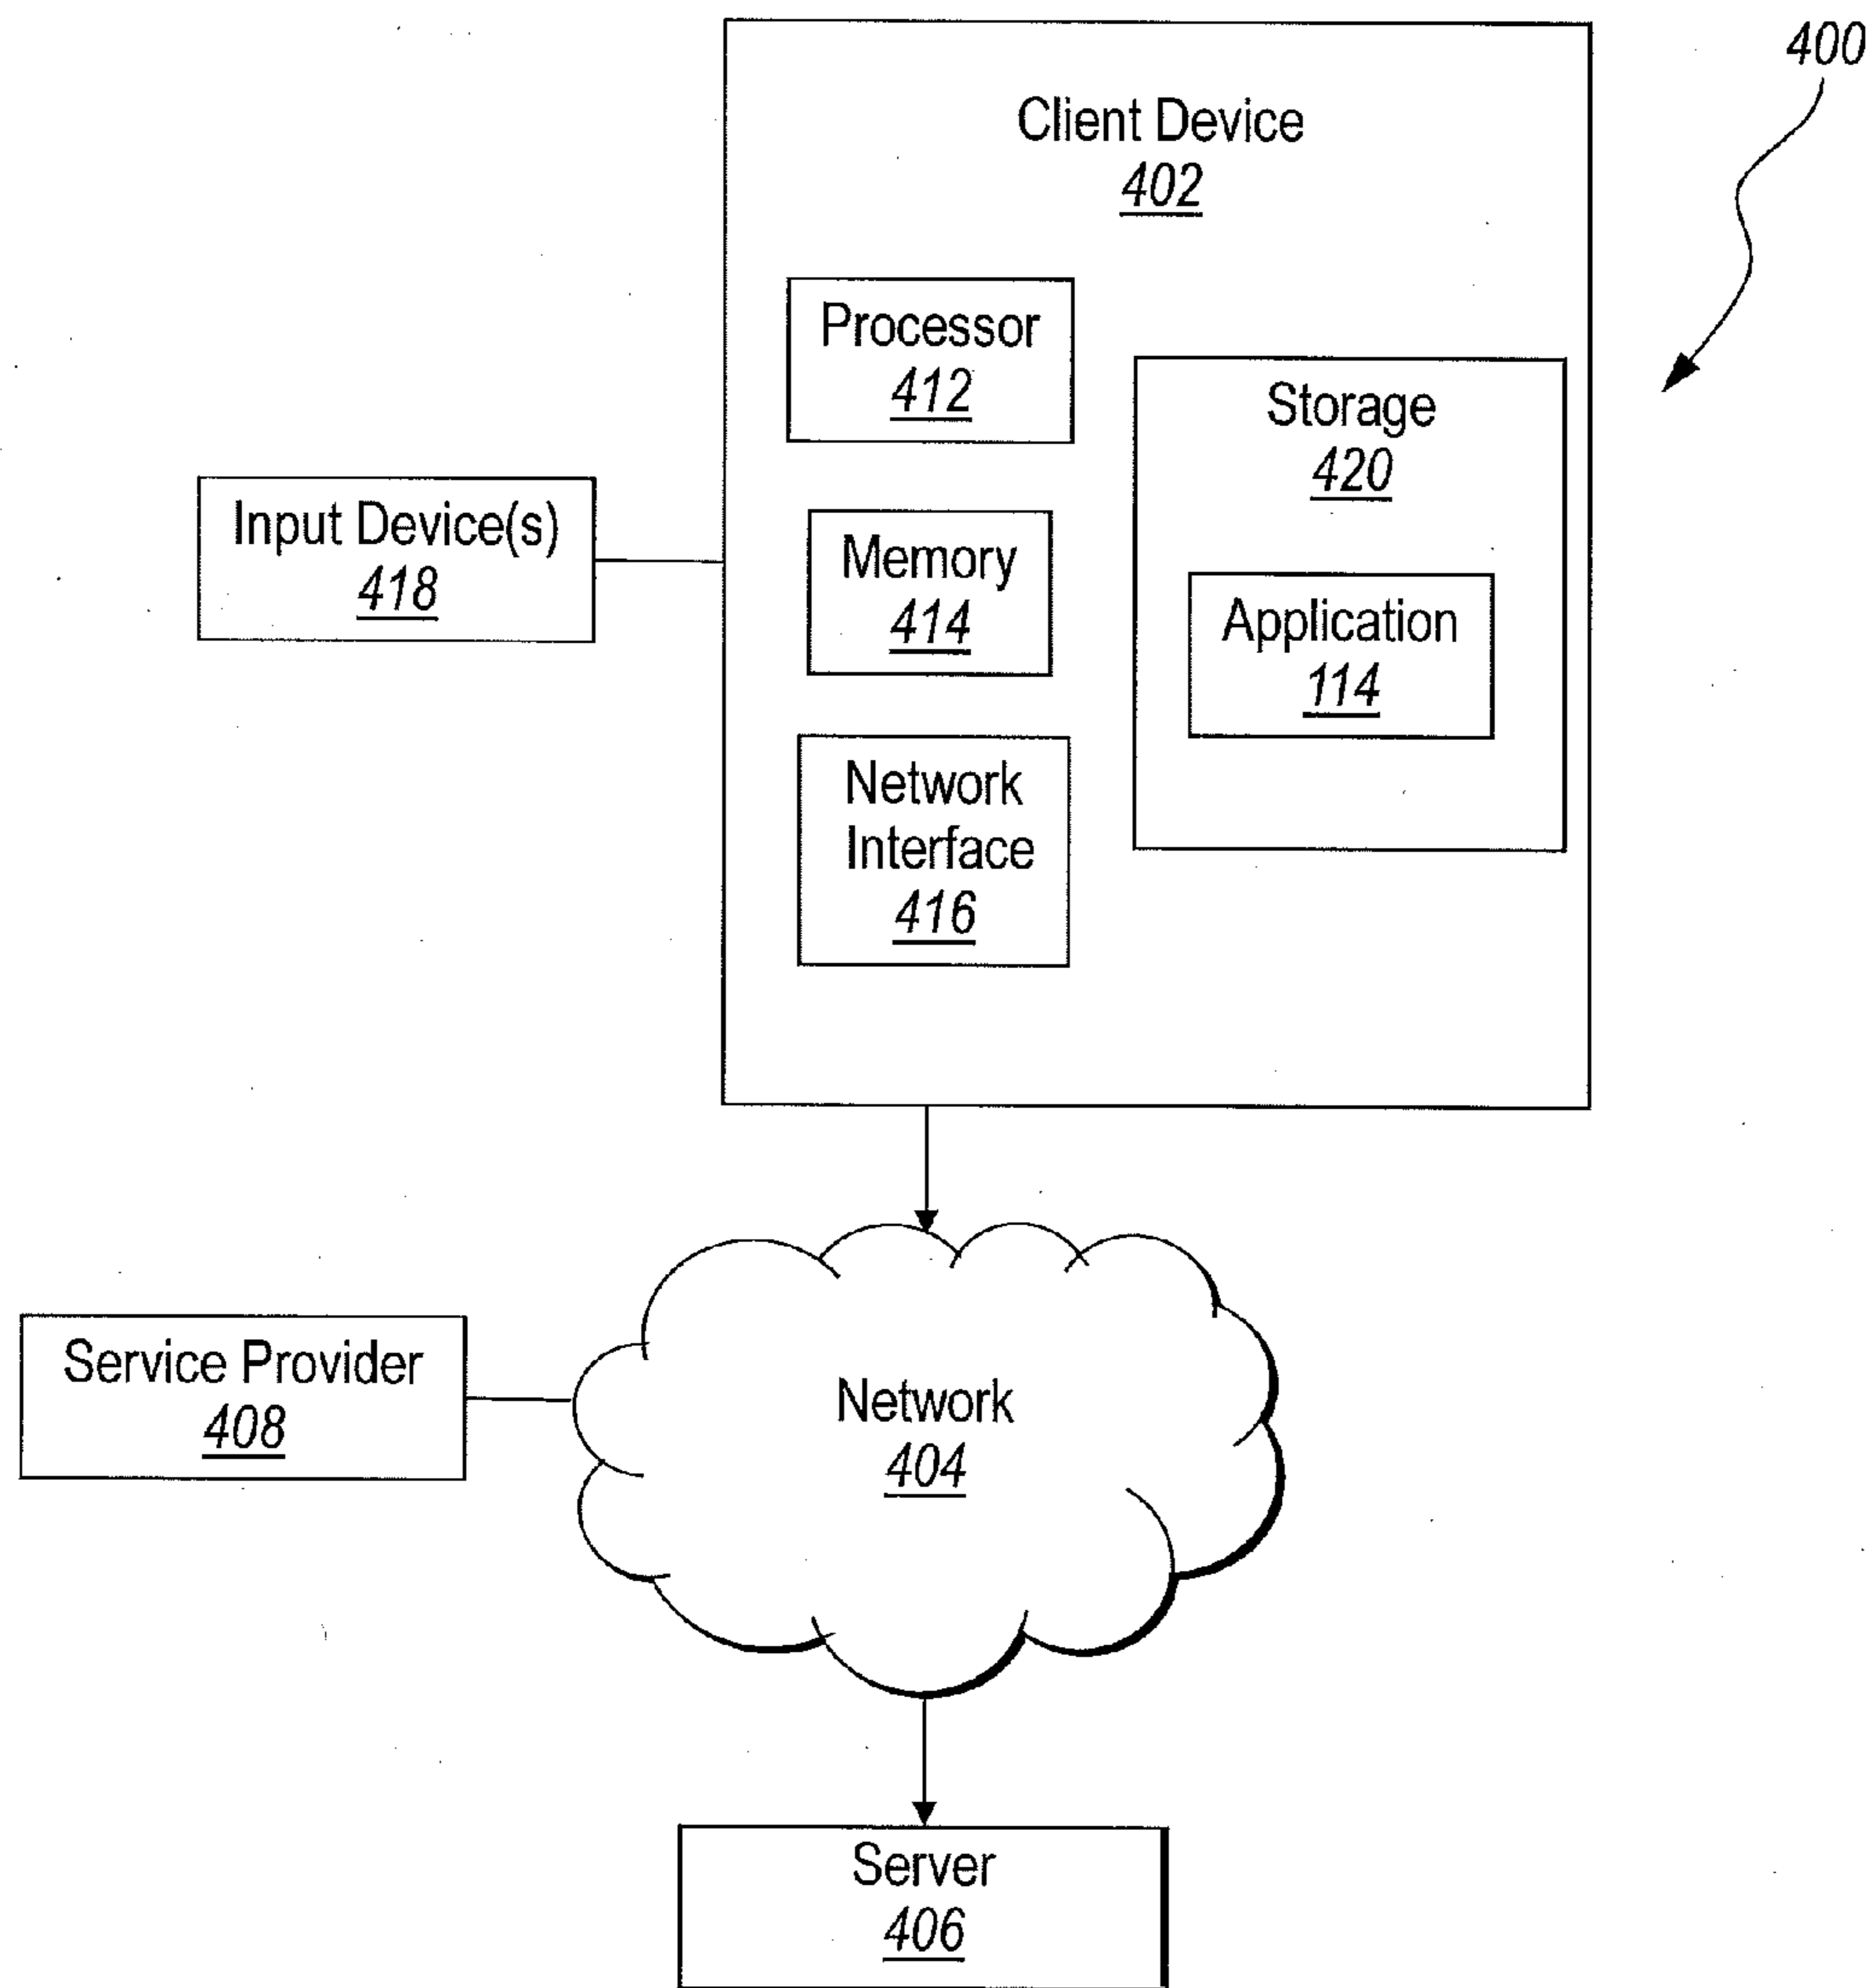 400
Client Device
402
Processor
412
Storage
420
Input Device(s)
418
Memory
414
Application
114
Network
Interface
416
Service Provider
408
Network
404
Server
406